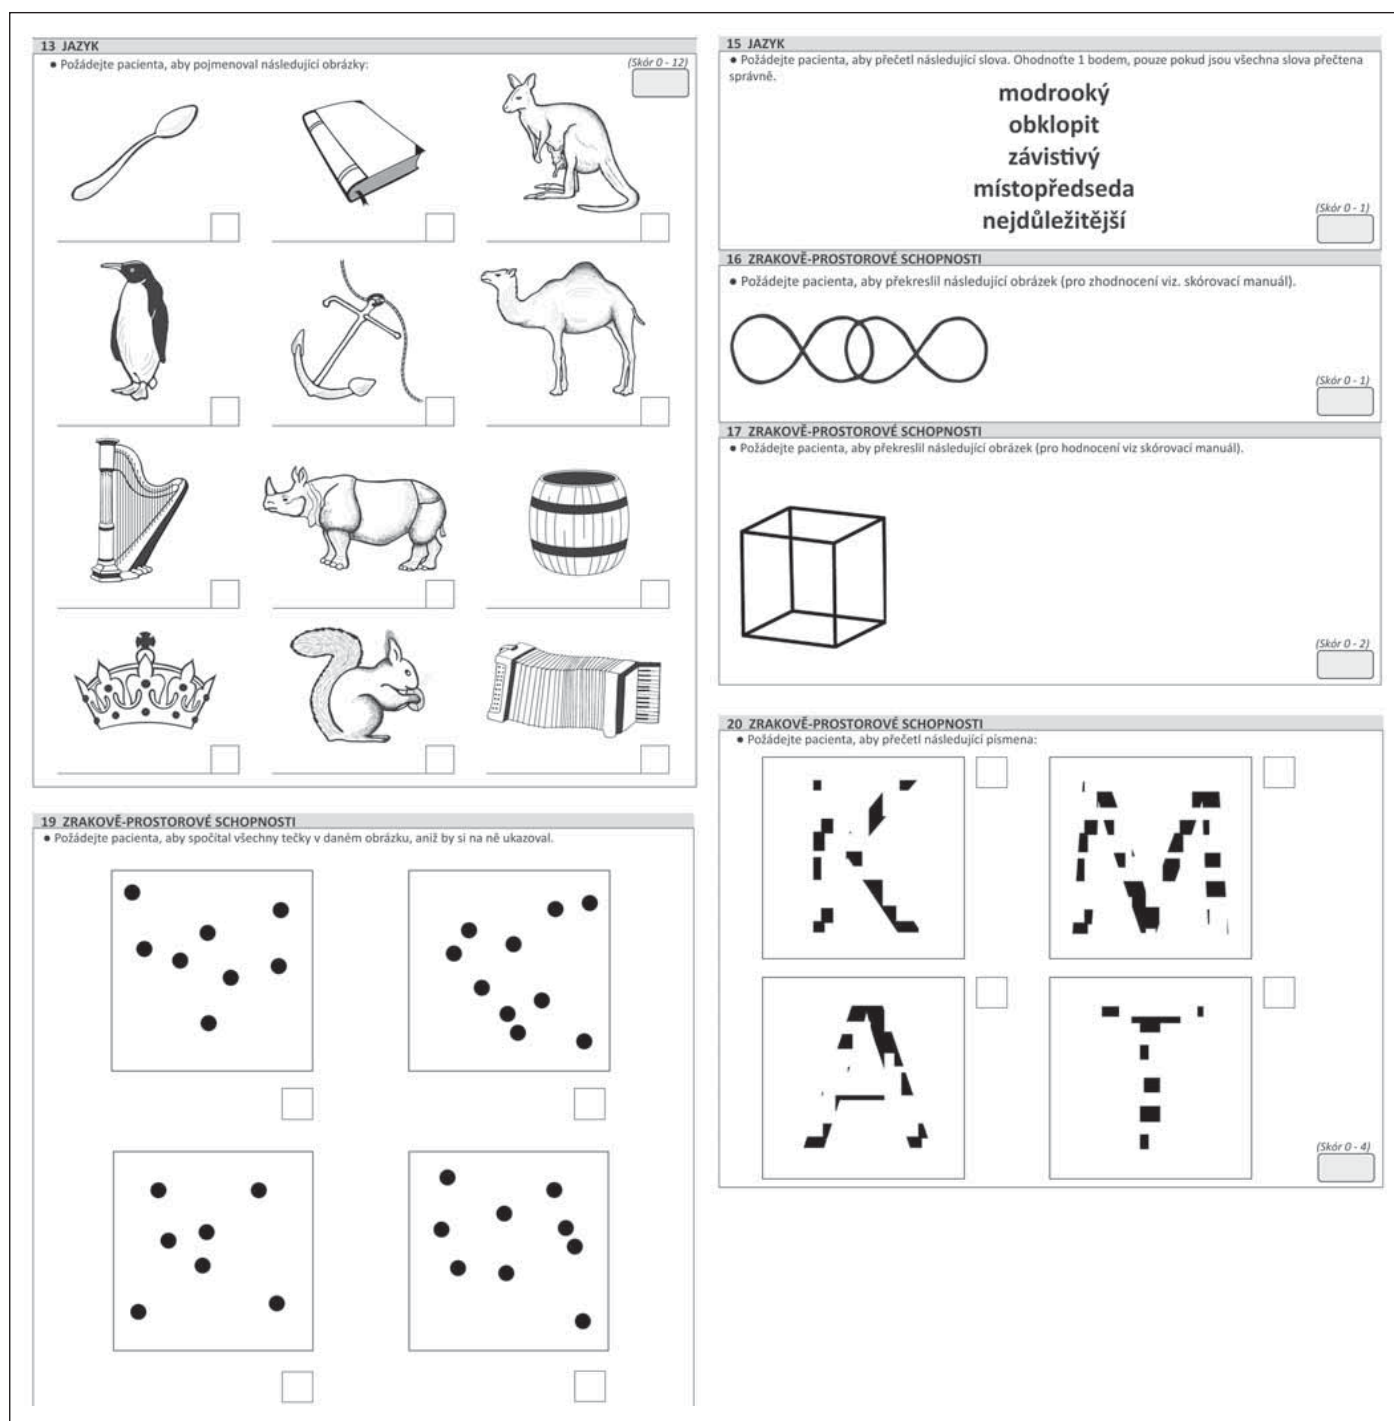 13 JAZYK
● Požádejte pacienta, aby pojmenoval následující obrázky:
(Skór 0 - 12)
19 ZRAKOVĚ-PROSTOROVÉ SCHOPNOSTI
● Požádejte pacienta, aby spočítal všechny tečky v daném obrázku, aniž by si na ně ukazoval.
15 JAZYK
● Požádejte pacienta, aby přečetl následující slova. Ohodnoťte 1 bodem, pouze pokud jsou všechna slova přečtena
správně.
modrooký
obklopit
závistivý
místopředseda
nejdůležitější
(Skór 0 - 1)
16 ZRAKOVĚ-PROSTOROVÉ SCHOPNOSTI
● Požádejte pacienta, aby překreslil následující obrázek (pro zhodnocení viz. skórovací manuál).
(Skór 0 - 1)
17 ZRAKOVĚ-PROSTOROVÉ SCHOPNOSTI
● Požádejte pacienta, aby překreslil následující obrázek (pro hodnocení viz skórovací manuál).
(Skór 0 - 2)
20 ZRAKOVĚ-PROSTOROVÉ SCHOPNOSTI
● Požádejte pacienta, aby přečetl následující písmena:
K M
A T
(Skór 0 - 4)